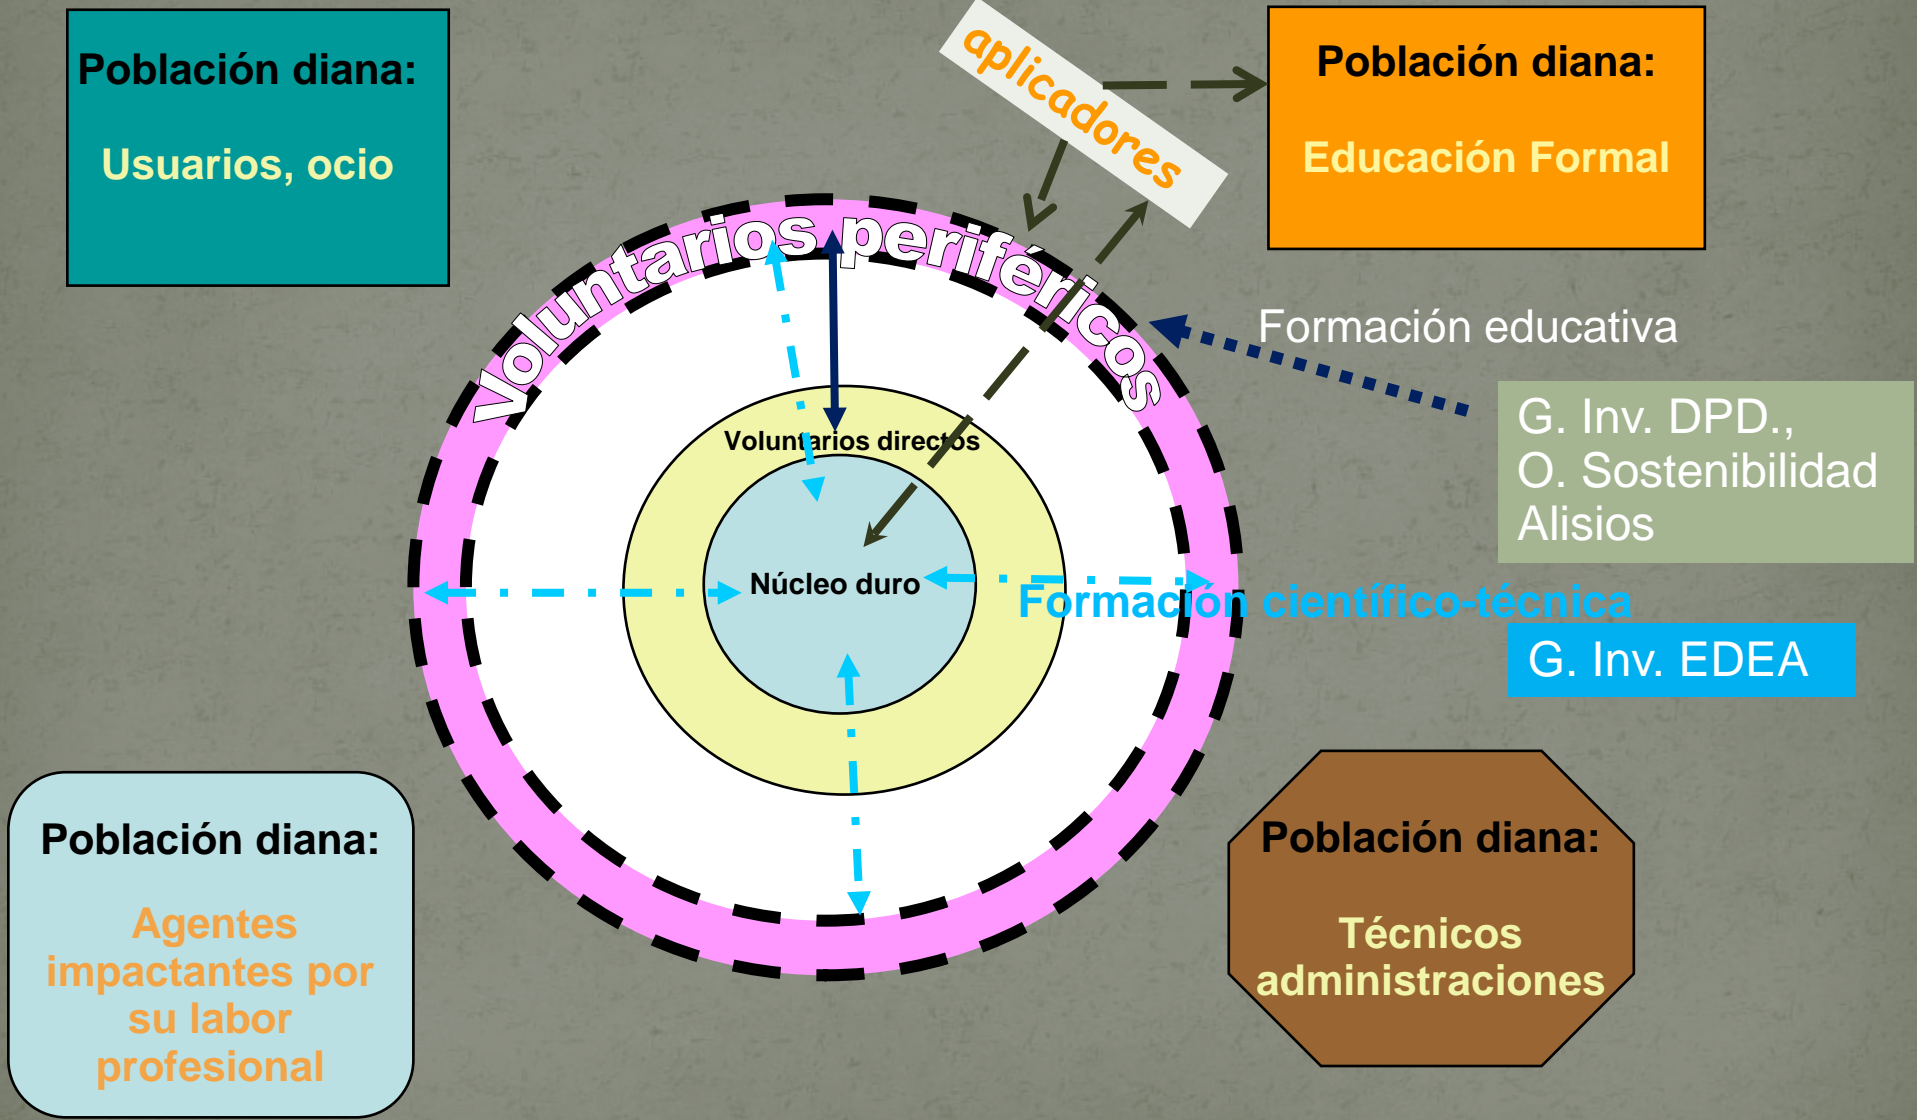 Población diana:
Usuarios, ocio
aplicadores
Población diana:
Educación Formal
Voluntarios periféricos
Formación educativa
G. Inv. DPD.,
O. Sostenibilidad
Alisios
Voluntarios directos
Núcleo duro
Formación científico-técnica
G. Inv. EDEA
Población diana:
Agentes
impactantes por
su labor
profesional
Población diana:
Técnicos
administraciones